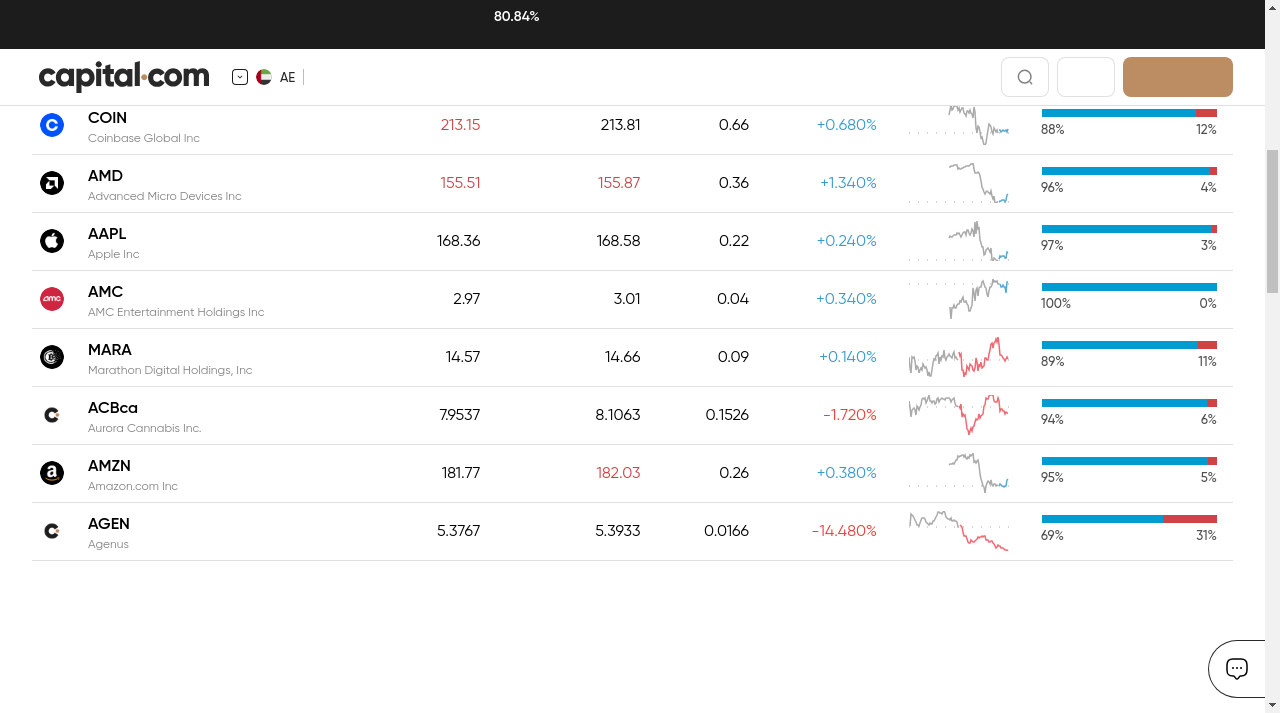 80.84%
capital.com
AE
COIN 213.15 213.81 0.66 +0.680%
Coinbase Global Inc 88% 12%
AMD 155.51 155.87 0.36 +1.340%
Advanced Micro Devices Inc 96% 4%
AAPL 168.36 168.58 0.22 +0.240%
Apple Inc 97% 3%
AMC 2.97 3.01 0.04 +0.340%
amc
AMC Entertainment Holdings Inc 100% 0%
MARA 14.57 14.66 0.09 +0.140%
Marathon Digital Holdings, Inc 89% 11%
ACBca 7.9537 8.1063 0.1526 -1.720%
Aurora Cannabis Inc. 94% 6%
AMZN 181.77 182.03 0.26 +0.380%
Amazon.com Inc 95% 5%
AGEN 5.3767 5.3933 0.0166 -14.480%
Agenus 69% 31%